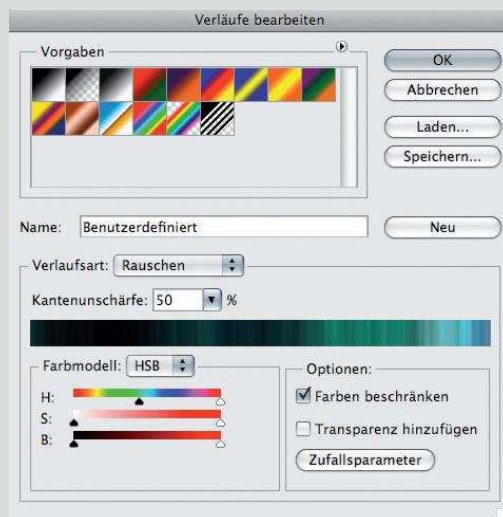 Verläufe bearbeiten
Vorgaben
OK
Abbrechen
Laden...
Speichern...
Name: Benutzerdefiniert
Neu
Verlaufsart: Rauschen
Kantenunschärfe: 50 %
Farbmodell: HSB
H:
S:
B:
Optionen:
Farben beschränken
Transparenz hinzufügen
Zufallsparameter